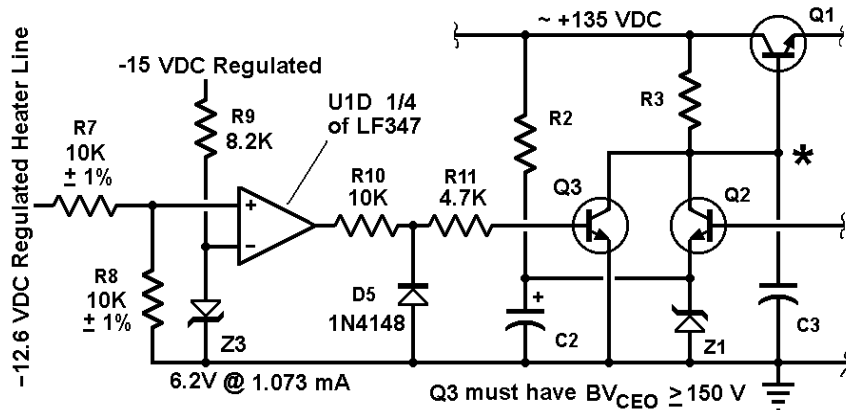 −12.6 VDC Regulated Heater Line
R7
10K
± 1%
R8
10K
± 1%
-15 VDC Regulated
R9
8.2K
+
−
Z3
6.2V @ 1.073 mA
U1D 1/4
of LF347
R10
10K
R11
4.7K
D5
1N4148
~ +135 VDC
R2
R3
Q1
*
Q3
Q2
+
C2
Z1
C3
Q3 must have BVCEO ≥ 150 V